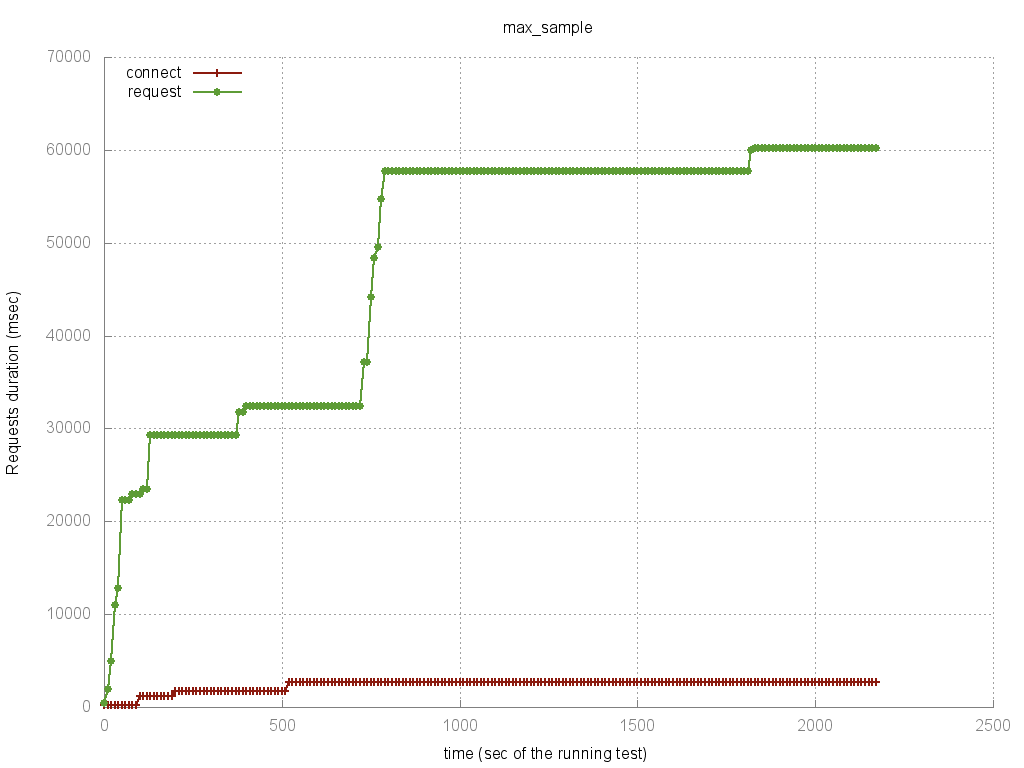 max_sample
70000
60000
50000
40000
30000
20000
10000
0
connect
request
Requests duration (msec)
0 500 1000 1500 2000 2500
time (sec of the running test)